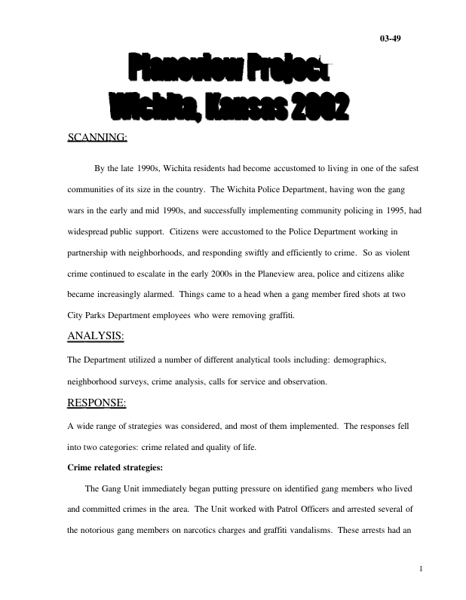 03-49
Planeview Project
Wichita, Kansas 2002
SCANNING:
By the late 1990s, Wichita residents had become accustomed to living in one of the safest
communities of its size in the country.  The Wichita Police Department, having won the gang
wars in the early and mid 1990s, and successfully implementing community policing in 1995, had
widespread public support.  Citizens were accustomed to the Police Department working in
partnership with neighborhoods, and responding swiftly and efficiently to crime.  So as violent
crime continued to escalate in the early 2000s in the Planeview area, police and citizens alike
became increasingly alarmed.  Things came to a head when a gang member fired shots at two
City Parks Department employees who were removing graffiti.
ANALYSIS:
The Department utilized a number of different analytical tools including: demographics,
neighborhood surveys, crime analysis, calls for service and observation.
RESPONSE:
A wide range of strategies was considered, and most of them implemented.  The responses fell
into two categories: crime related and quality of life.
Crime related strategies:
The Gang Unit immediately began putting pressure on identified gang members who lived
and committed crimes in the area.  The Unit worked with Patrol Officers and arrested several of
the notorious gang members on narcotics charges and graffiti vandalisms.  These arrests had an
1